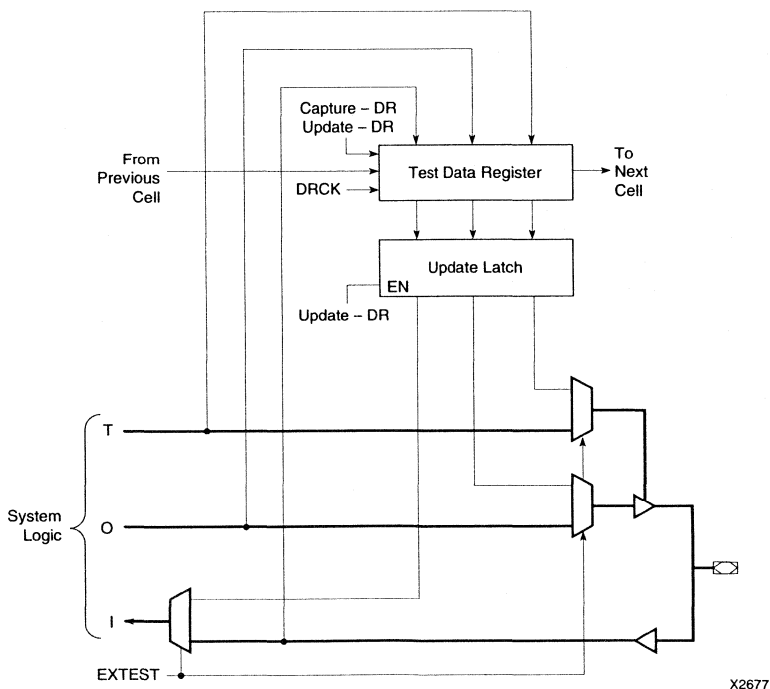 Capture – DR
Update – DR
From
Previous
Cell
DRCK
Test Data Register
To
Next
Cell
Update Latch
EN
Update – DR
T
System
Logic
O
I
EXTEST
X2677